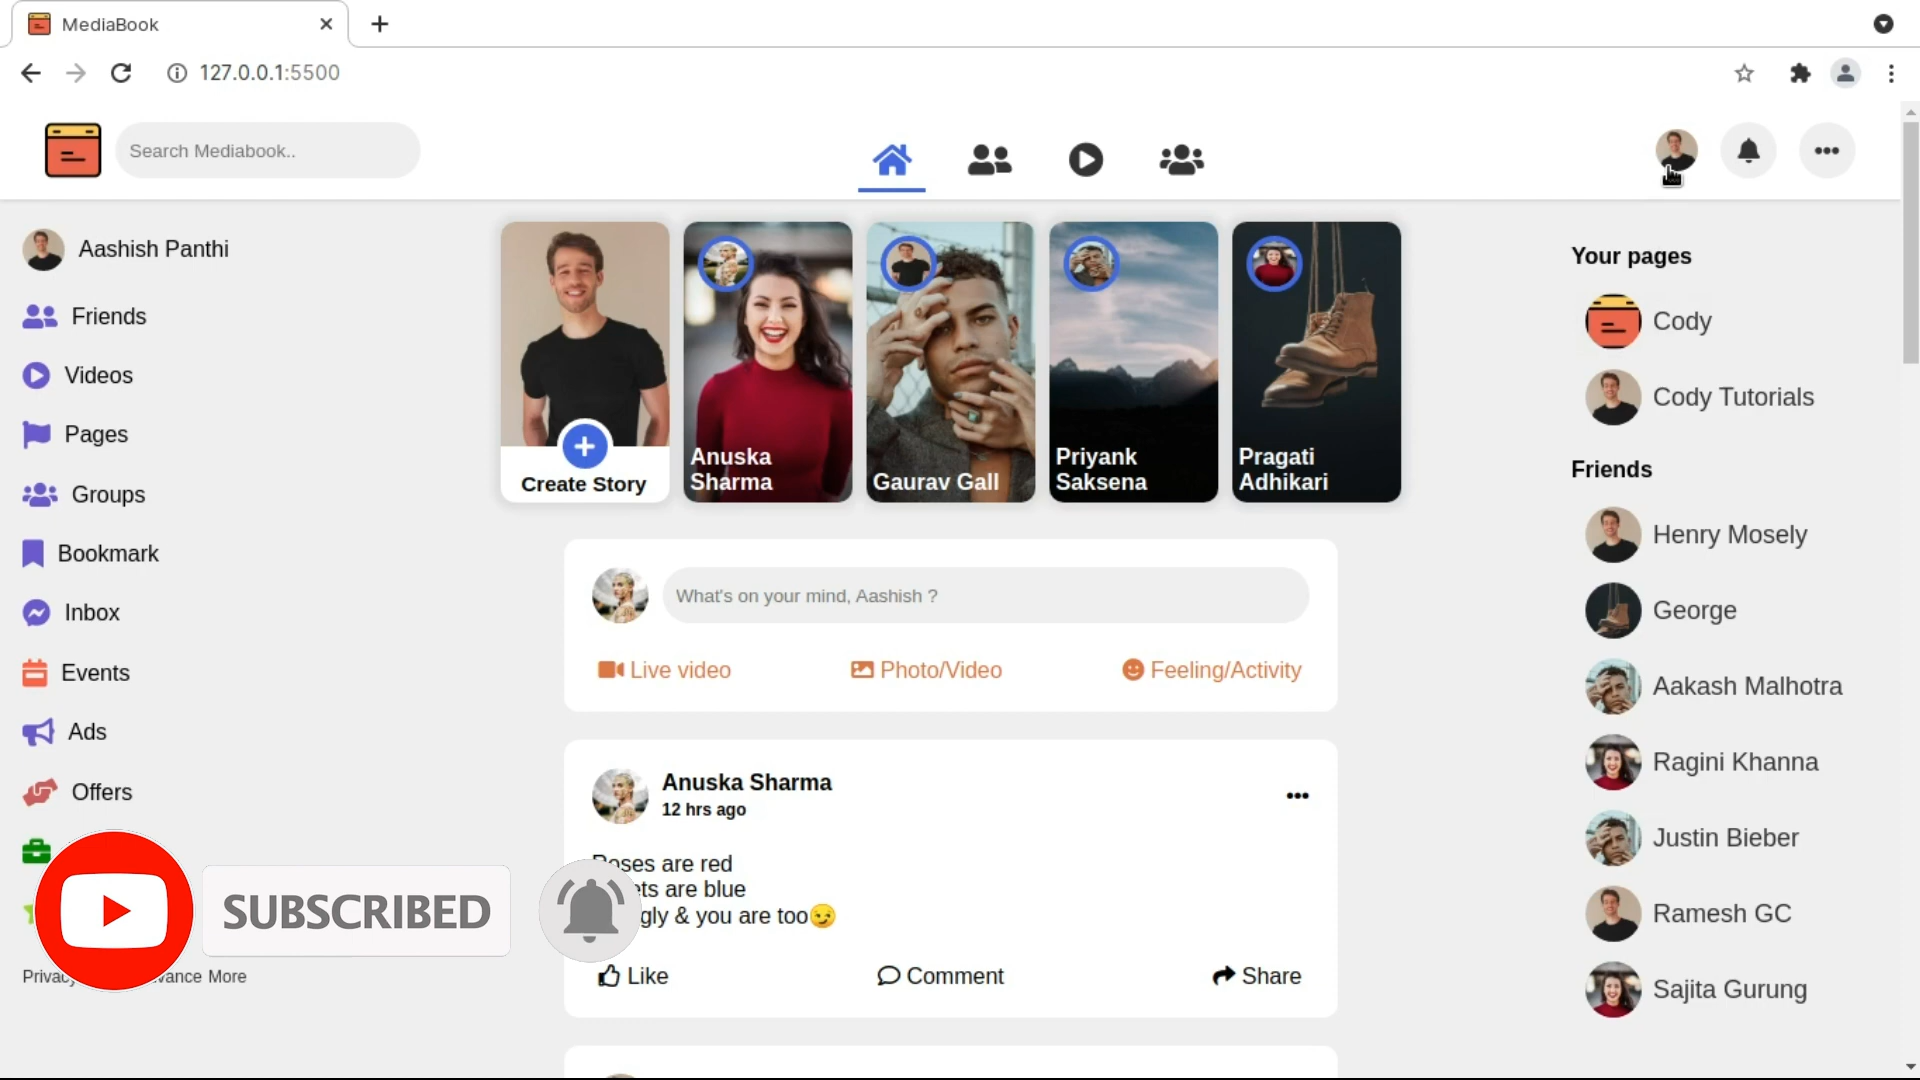 MediaBook
127.0.0.1:5500
Search Mediabook..
Aashish Panthi
Friends
Videos
Pages
Groups
Bookmark
Inbox
Events
Ads
Offers
More
Create Story
Anuska
Sharma
Gaurav Gall
Priyank
Saksena
Pragati
Adhikari
What's on your mind, Aashish ?
Live video
Photo/Video
Feeling/Activity
Anuska Sharma
12 hrs ago
are red
are blue
& you are too😏
Like
Comment
Share
Your pages
Cody
Cody Tutorials
Friends
Henry Mosely
George
Aakash Malhotra
Ragini Khanna
Justin Bieber
Ramesh GC
Sajita Gurung
SUBSCRIBED